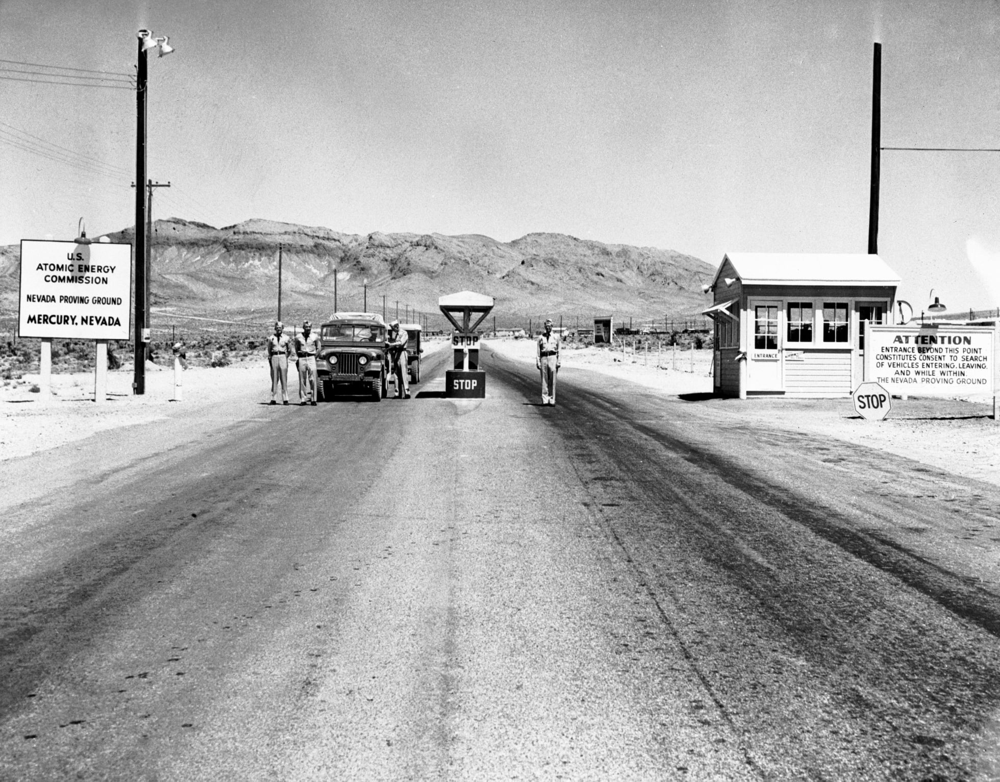 U.S.
ATOMIC ENERGY
COMMISSION
NEVADA PROVING GROUND
MERCURY, NEVADA
STOP
STOP
ENTRANCE
ATTENTION
ENTRANCE BEYOND THIS POINT
CONSTITUTES CONSENT TO SEARCH
OF VEHICLES ENTERING, LEAVING,
AND WHILE WITHIN.
THE NEVADA PROVING GROUND
STOP